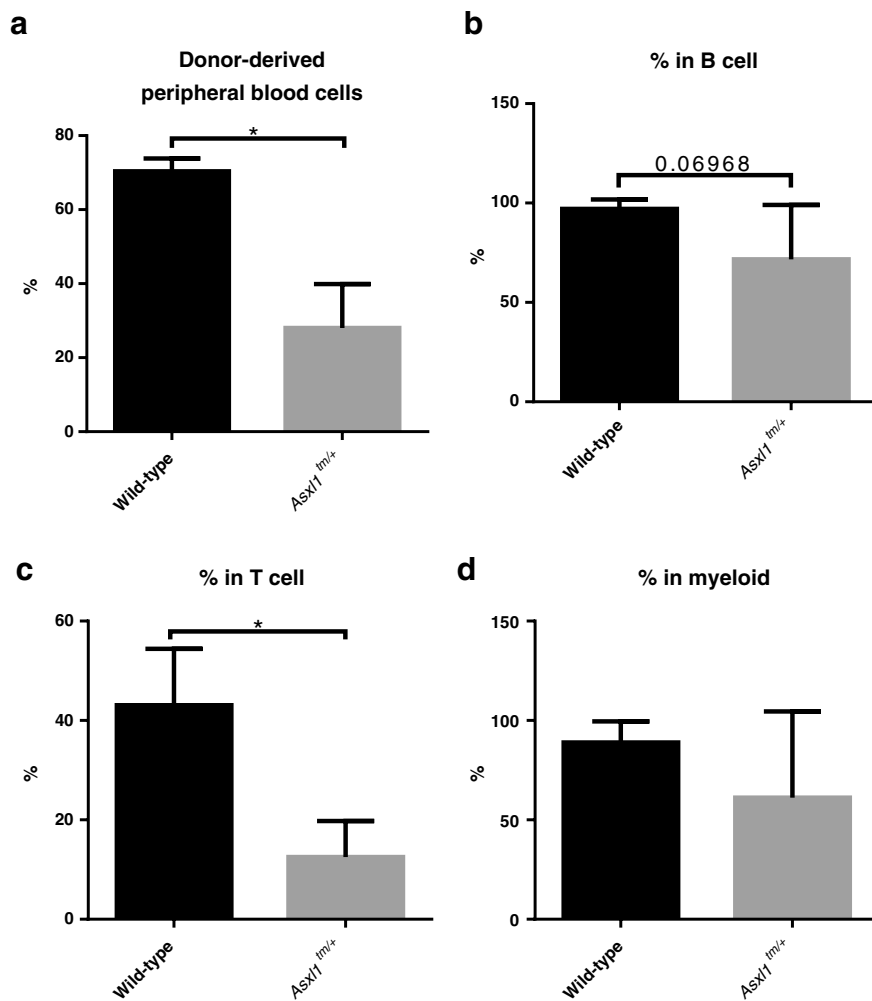 a
Donor-derived
peripheral blood cells
80
60
40
20
0
%
*
Wild-type
Asxl1 tm/+
b
% in B cell
150
100
50
0
%
0.06968
Wild-type
Asxl1 tm/+
c
% in T cell
60
40
20
0
%
*
Wild-type
Asxl1 tm/+
d
% in myeloid
150
100
50
0
%
Wild-type
Asxl1 tm/+